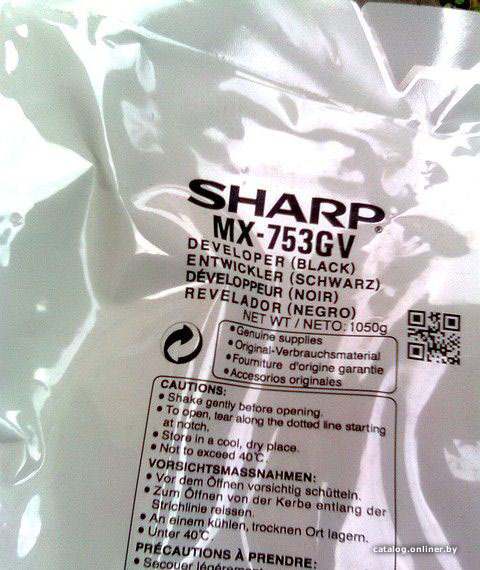 SHARP®
MX-753GV
DEVELOPER (BLACK)
ENTWICKLER (SCHWARZ)
DÉVELOPPEUR (NOIR)
REVELADOR (NEGRO)
NET WT / NETO: 1050g
•Genuine supplies
•Original-Verbrauchsmaterial
•Fourniture d'origine garantie
•Accesorios originales
CAUTIONS:
• Shake gently before opening.
• To open, tear along the dotted line starting
at notch.
• Store in a cool, dry place.
• Not to exceed 40°C.
VORSICHTSMASSNAHMEN:
• Vor dem Öffnen vorsichtig schütteln.
• Zum Öffnen von der Kerbe entlang der
Strichlinie reissen.
• An einem kühlen, trocknen Ort lagern.
• Unter 40°C.
PRÉCAUTIONS À PRENDRE:
• Secouer légèrement
catalog.onliner.by